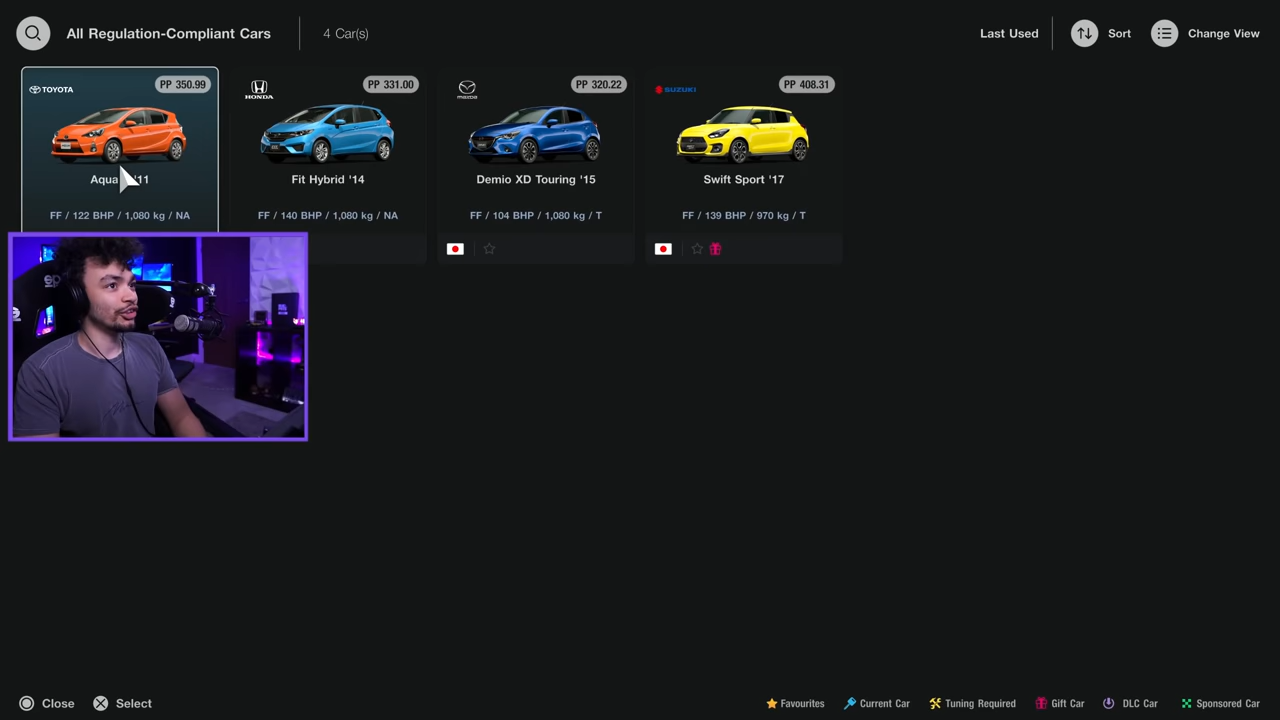 All Regulation-Compliant Cars
4 Car(s)
Last Used
Sort
Change View
TOYOTA
PP 350.99
Aqua '11
FF / 122 BHP / 1,080 kg / NA
HONDA
PP 331.00
Fit Hybrid '14
FF / 140 BHP / 1,080 kg / NA
mazda
PP 320.22
Demio XD Touring '15
FF / 104 BHP / 1,080 kg / T
SUZUKI
PP 408.31
Swift Sport '17
FF / 139 BHP / 970 kg / T
Close
Select
Favourites
Current Car
Tuning Required
Gift Car
DLC Car
Sponsored Car